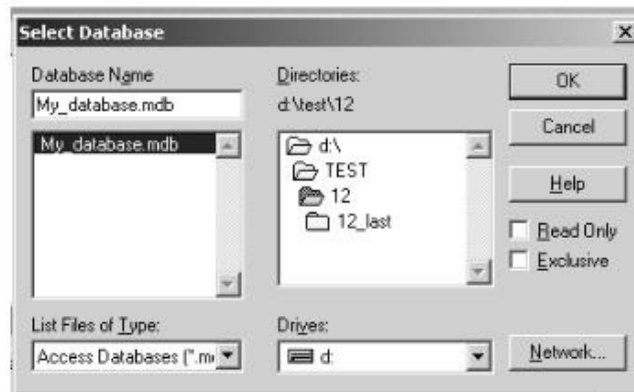 Select Database
Database Name
My_database.mdb
My_database.mdb
List Files of Type:
Access Databases (*.m
Directories:
d:\test\12
d:\
TEST
12
12_last
Drives:
d:
OK
Cancel
Help
Read Only
Exclusive
Network...